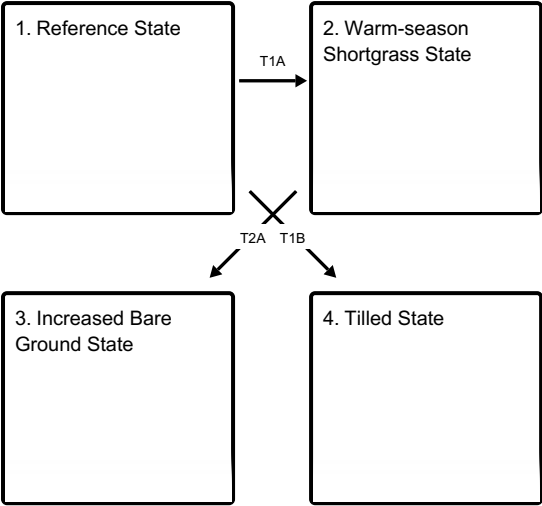 1. Reference State
2. Warm-season
Shortgrass State
T1A
T2A
T1B
3. Increased Bare
Ground State
4. Tilled State